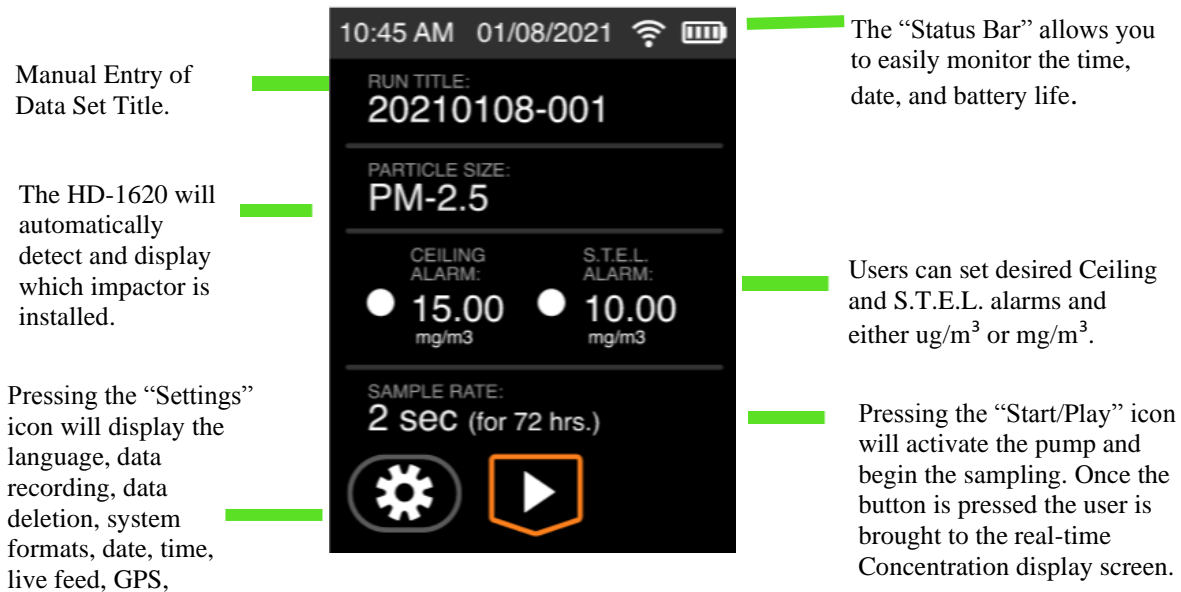 Manual Entry of
Data Set Title.
The HD-1620 will
automatically
detect and display
which impactor is
installed.
Pressing the “Settings”
icon will display the
language, data
recording, data
deletion, system
formats, date, time,
live feed, GPS,
10:45 AM 01/08/2021
RUN TITLE:
20210108-001
PARTICLE SIZE:
PM-2.5
CEILING
ALARM:
15.00
mg/m3
S.T.E.L.
ALARM:
10.00
mg/m3
SAMPLE RATE:
2 sec (for 72 hrs.)
The “Status Bar” allows you
to easily monitor the time,
date, and battery life.
Users can set desired Ceiling
and S.T.E.L. alarms and
either ug/m³ or mg/m³.
Pressing the “Start/Play” icon
will activate the pump and
begin the sampling. Once the
button is pressed the user is
brought to the real-time
Concentration display screen.